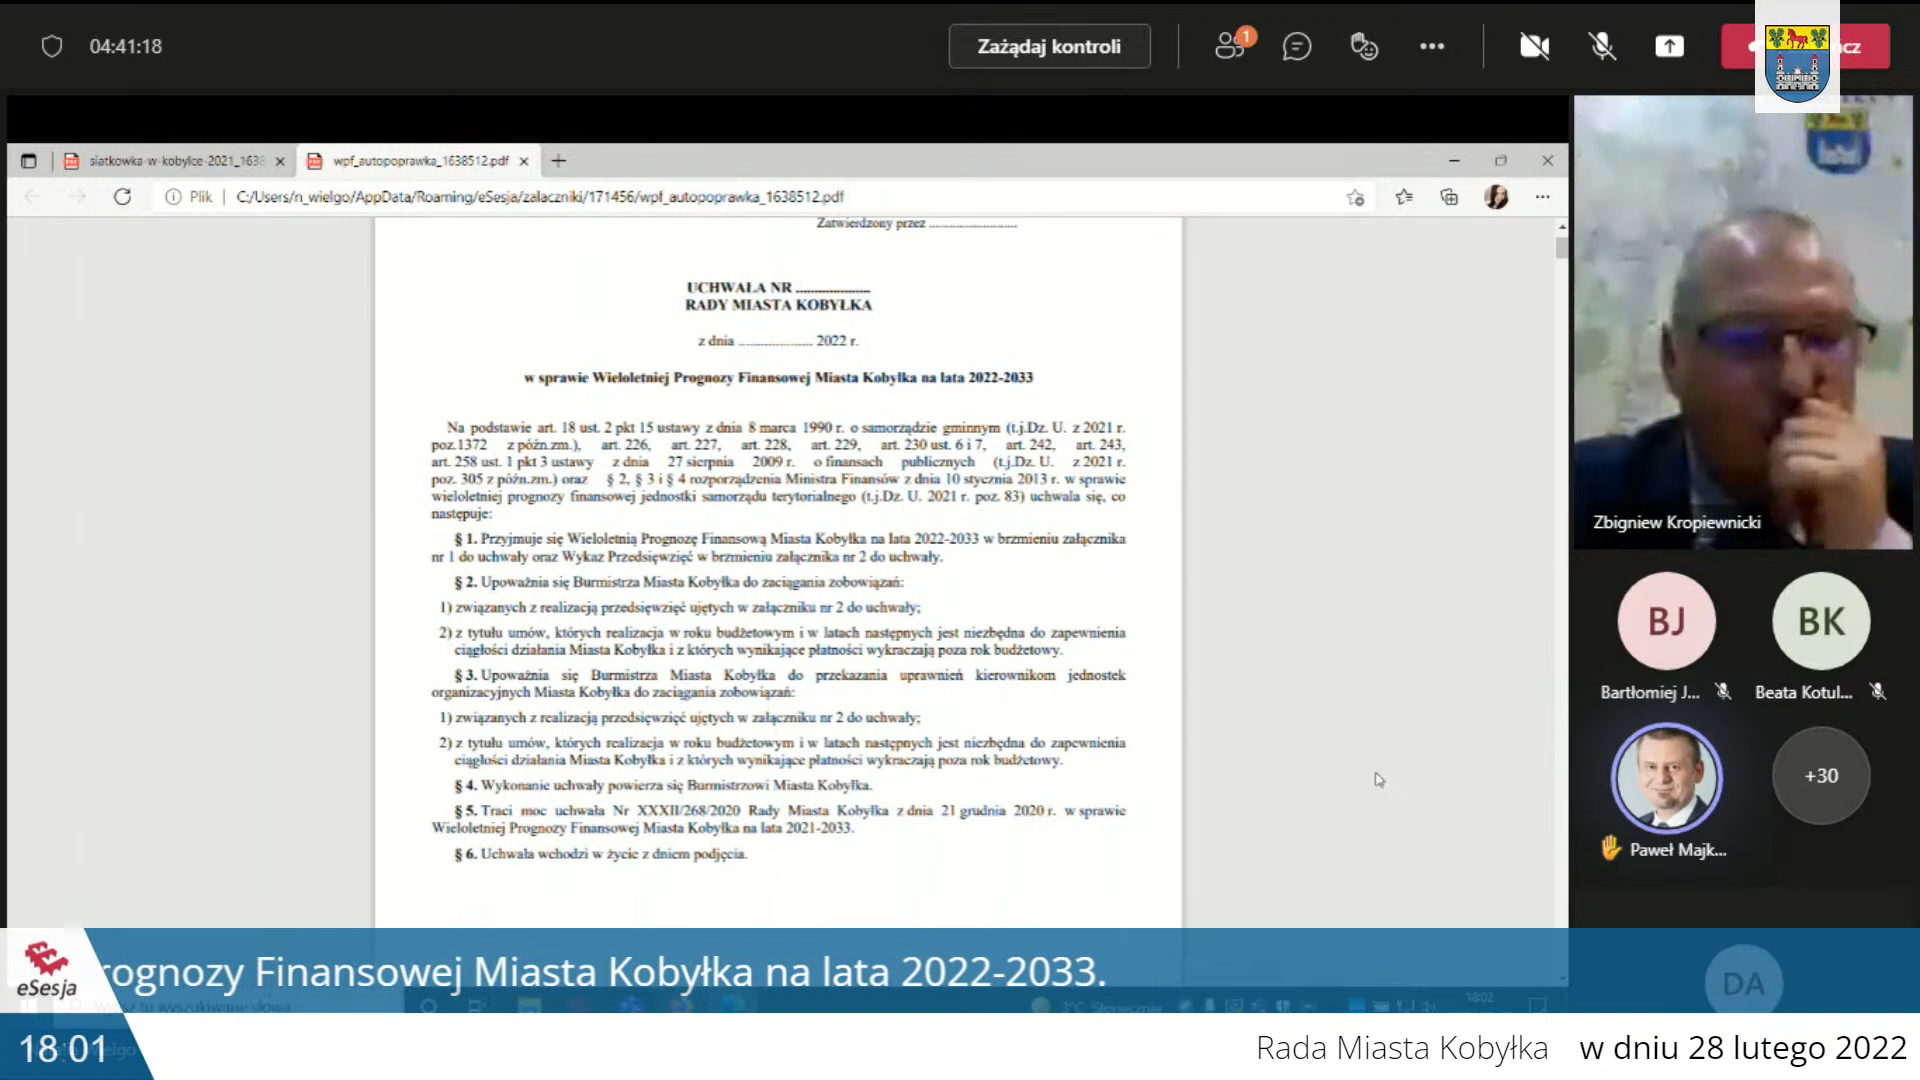 04:41:18
Zażądaj kontroli
1
cz
siatkowka-w-kobylce-2021_1638
wpf_autopoprawka_1638512.pdf
Plik
C:/Users/n_wielgo/AppData/Roaming/eSesja/zalaczniki/171456/wpf_autopoprawka_1638512.pdf
Zatwierdzony przez ........................
UCHWAŁA NR ....................
RADY MIASTA KOBYŁKA
z dnia .................... 2022 r.
w sprawie Wieloletniej Prognozy Finansowej Miasta Kobyłka na lata 2022-2033
Na podstawie art. 18 ust. 2 pkt 15 ustawy z dnia 8 marca 1990 r. o samorządzie gminnym (t.j.Dz. U. z 2021 r.
poz.1372 z późn.zm.), art. 226, art. 227, art. 228, art. 229, art. 230 ust. 6 i 7, art. 242, art. 243,
art. 258 ust. 1 pkt 3 ustawy z dnia 27 sierpnia 2009 r. o finansach publicznych (t.j.Dz. U. z 2021 r.
poz. 305 z późn.zm.) oraz § 2, § 3 i § 4 rozporządzenia Ministra Finansów z dnia 10 stycznia 2013 r. w sprawie
wieloletniej prognozy finansowej jednostki samorządu terytorialnego (t.j.Dz. U. 2021 r. poz. 83) uchwala się, co
następuje:
§ 1. Przyjmuje się Wieloletnią Prognozę Finansową Miasta Kobyłka na lata 2022-2033 w brzmieniu załącznika
nr 1 do uchwały oraz Wykaz Przedsięwzięć w brzmieniu załącznika nr 2 do uchwały.
§ 2. Upoważnia się Burmistrza Miasta Kobyłka do zaciągania zobowiązań:
1) związanych z realizacją przedsięwzięć ujętych w załączniku nr 2 do uchwały;
2) z tytułu umów, których realizacja w roku budżetowym i w latach następnych jest niezbędna do zapewnienia
ciągłości działania Miasta Kobyłka i z których wynikające płatności wykraczają poza rok budżetowy.
§ 3. Upoważnia się Burmistrza Miasta Kobyłka do przekazania uprawnień kierownikom jednostek
organizacyjnych Miasta Kobyłka do zaciągania zobowiązań:
1) związanych z realizacją przedsięwzięć ujętych w załączniku nr 2 do uchwały;
2) z tytułu umów, których realizacja w roku budżetowym i w latach następnych jest niezbędna do zapewnienia
ciągłości działania Miasta Kobyłka i z których wynikające płatności wykraczają poza rok budżetowy.
§ 4. Wykonanie uchwały powierza się Burmistrzowi Miasta Kobyłka.
§ 5. Traci moc uchwała Nr XXXII/268/2020 Rady Miasta Kobyłka z dnia 21 grudnia 2020 r. w sprawie
Wieloletniej Prognozy Finansowej Miasta Kobyłka na lata 2021-2033.
§ 6. Uchwała wchodzi w życie z dniem podjęcia.
Zbigniew Kropiewnicki
BJ
BK
Bartłomiej J...
Beata Kotul...
+30
Paweł Majk...
DA
eSesja
rognozy Finansowej Miasta Kobyłka na lata 2022-2033.
1°C Słonecznie
18:02
18:01
Rada Miasta Kobyłka w dniu 28 lutego 2022